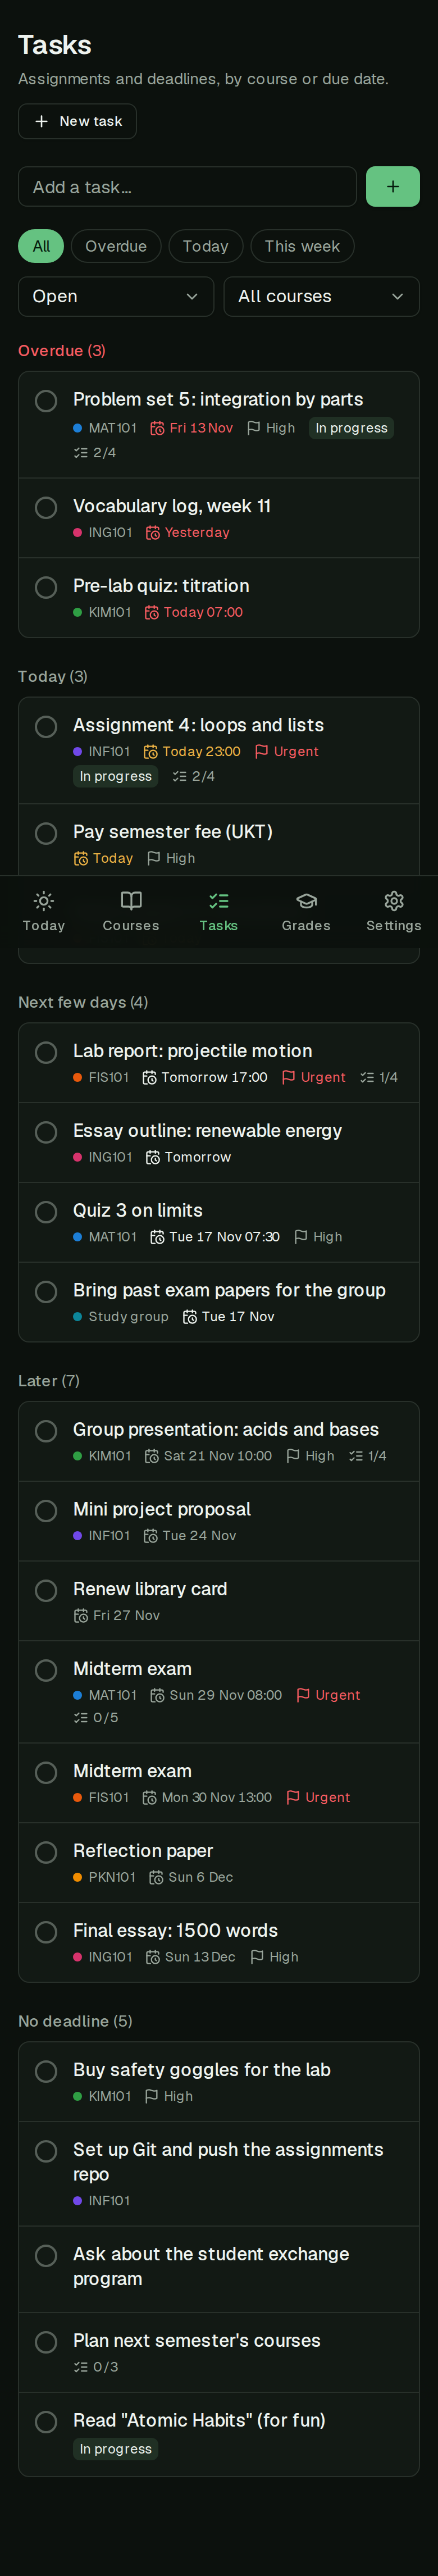 Tasks
Assignments and deadlines, by course or due date.
New task
Add a task...
All Overdue Today This week
Open All courses
Overdue (3)
Problem set 5: integration by parts
MAT101 Fri 13 Nov High In progress
2/4
Vocabulary log, week 11
ING101 Yesterday
Pre-lab quiz: titration
KIM101 Today 07:00
Today (3)
Assignment 4: loops and lists
INF101 Today 23:00 Urgent
In progress 2/4
Pay semester fee (UKT)
Today High
Today Courses Tasks Grades Settings
Next few days (4)
Lab report: projectile motion
FIS101 Tomorrow 17:00 Urgent 1/4
Essay outline: renewable energy
ING101 Tomorrow
Quiz 3 on limits
MAT101 Tue 17 Nov 07:30 High
Bring past exam papers for the group
Study group Tue 17 Nov
Later (7)
Group presentation: acids and bases
KIM101 Sat 21 Nov 10:00 High 1/4
Mini project proposal
INF101 Tue 24 Nov
Renew library card
Fri 27 Nov
Midterm exam
MAT101 Sun 29 Nov 08:00 Urgent
0/5
Midterm exam
FIS101 Mon 30 Nov 13:00 Urgent
Reflection paper
PKN101 Sun 6 Dec
Final essay: 1500 words
ING101 Sun 13 Dec High
No deadline (5)
Buy safety goggles for the lab
KIM101 High
Set up Git and push the assignments
repo
INF101
Ask about the student exchange
program
Plan next semester's courses
0/3
Read "Atomic Habits" (for fun)
In progress